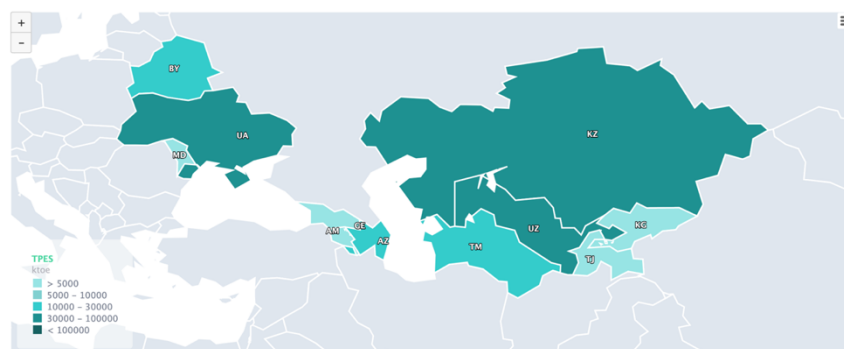 +
−
BY
UA
MD
KZ
GE
AM
AZ
UZ
KG
TM
TJ
TPES
ktoe
> 5000
5000 – 10000
10000 – 30000
30000 – 100000
< 100000